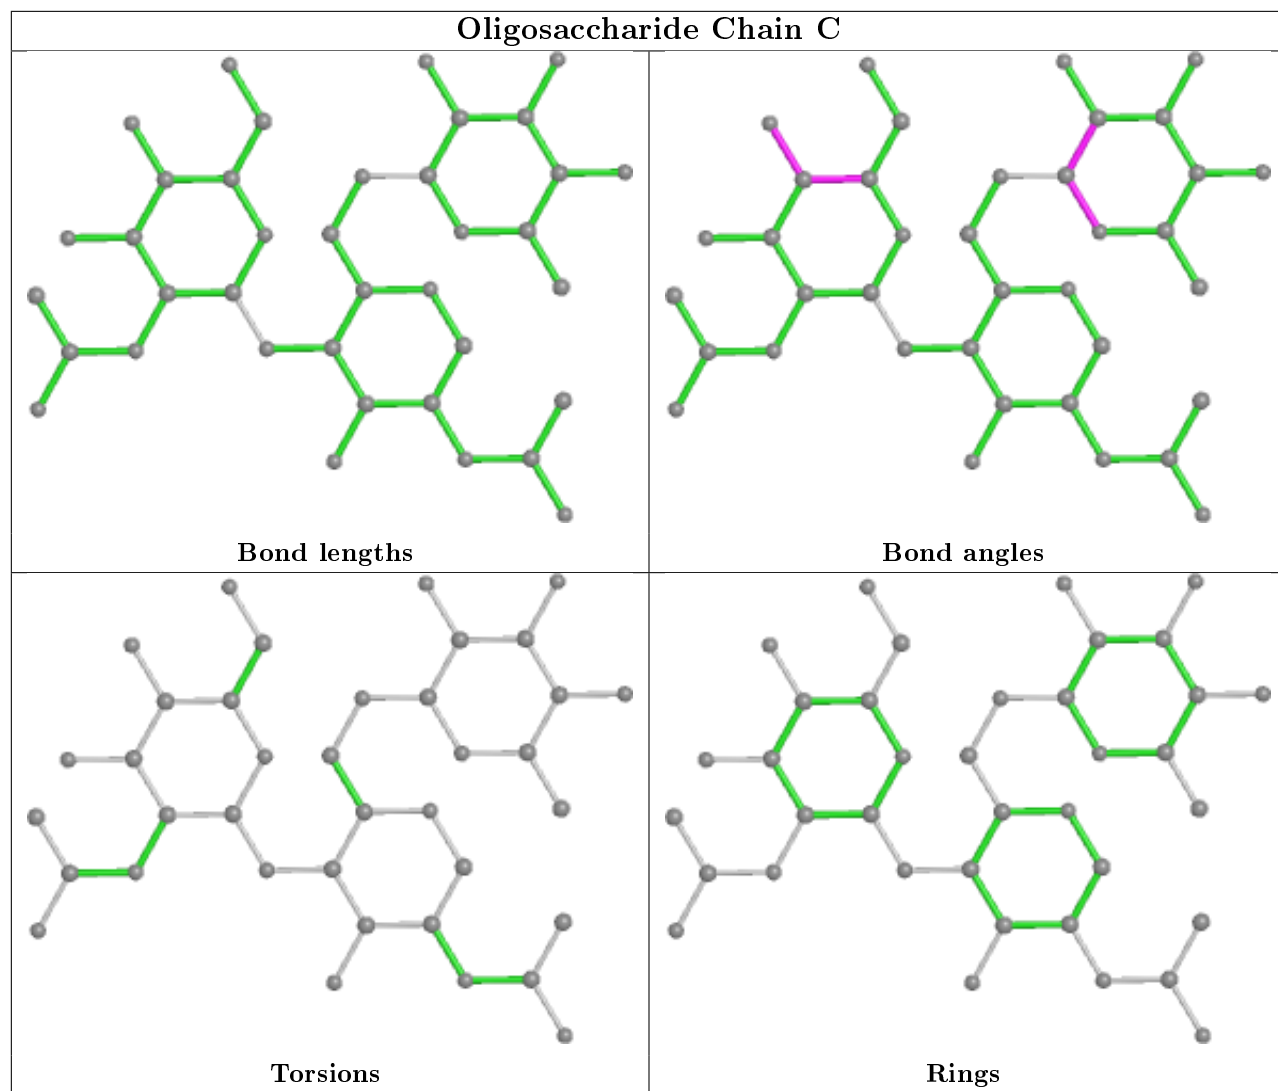 Oligosaccharide Chain C
Bond lengths
Bond angles
Torsions
Rings